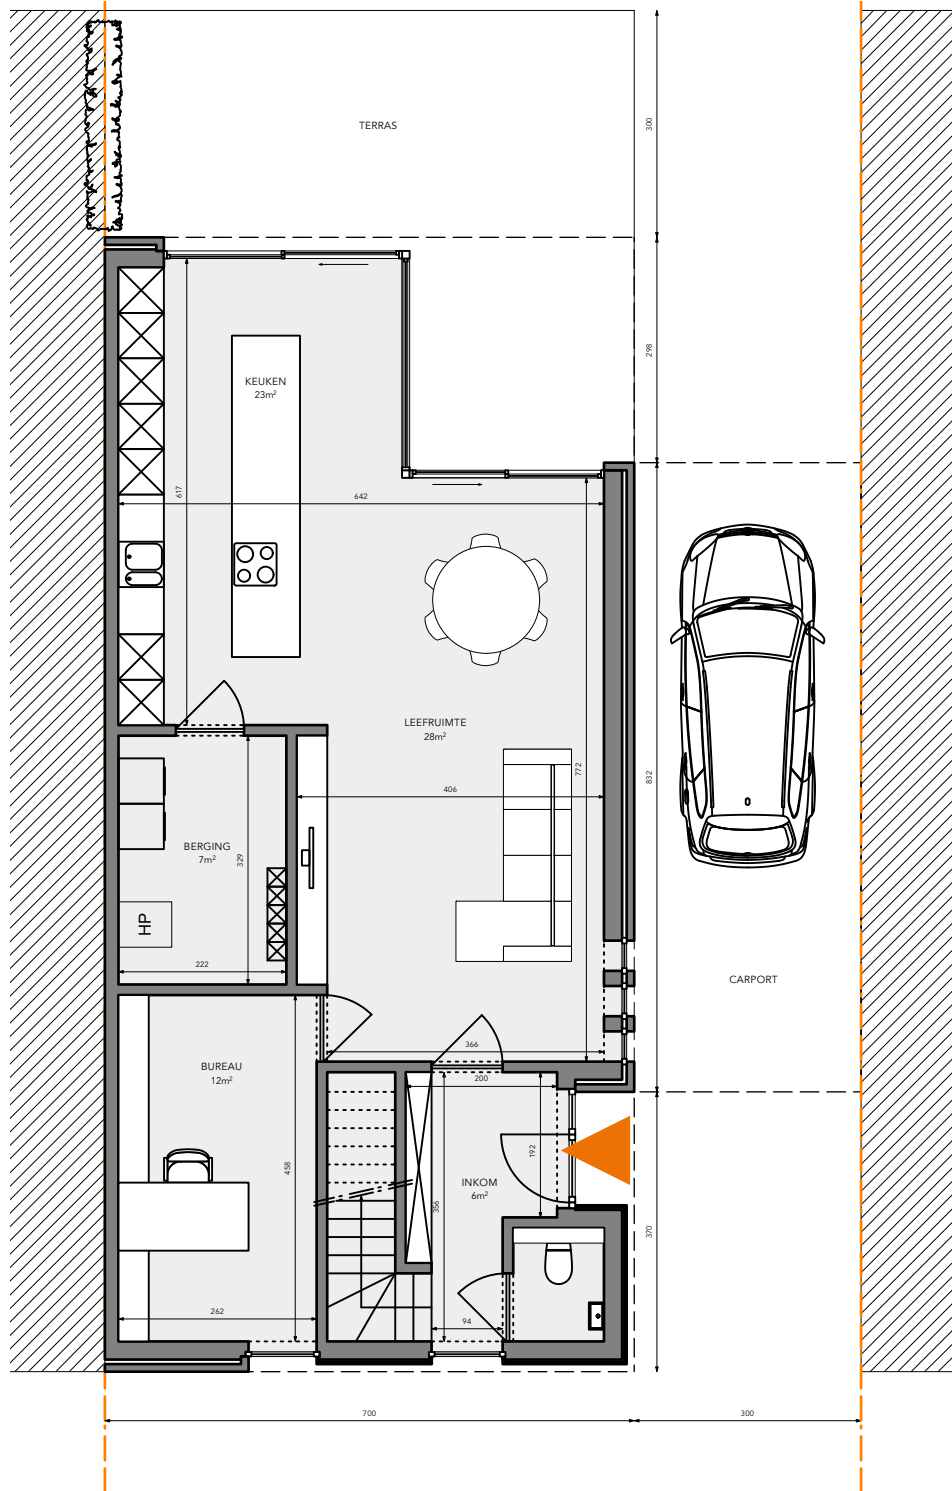 TERRAS
300
298
KEUKEN
23m²
617
642
LEEFRUIMTE
28m²
772
832
406
BERGING
7m²
329
HP
222
CARPORT
366
BUREAU
12m²
200
192
458
INKOM
6m²
356
370
262
94
700
300